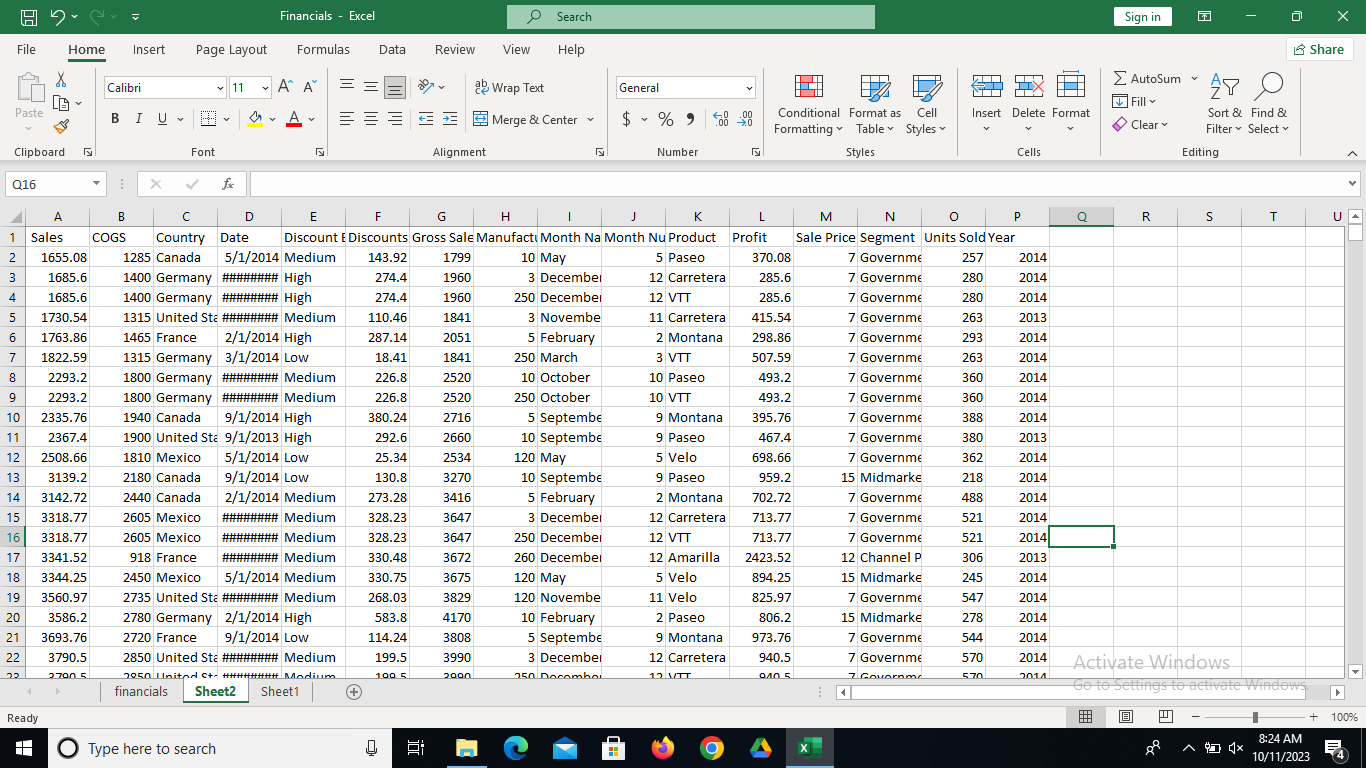 Financials - Excel
Search
Sign in
File Home Insert Page Layout Formulas Data Review View Help
Share
Paste
Calibri 11
B I U
Wrap Text
Merge & Center
General
$ % 9
Conditional Formatting
Format as Table
Cell Styles
Insert Delete Format
AutoSum
Fill
Clear
Sort & Filter
Find & Select
Clipboard Font Alignment Number Styles Cells Editing
Q16 fx
A B C D E F G H I J K L M N O P Q R S T U
1 Sales COGS Country Date Discount Discounts Gross Sale Manufactu Month Na Month Nu Product Profit Sale Price Segment Units Sold Year
2 1655.08 1285 Canada 5/1/2014 Medium 143.92 1799 10 May 5 Paseo 370.08 7 Governme 257 2014
3 1685.6 1400 Germany ######## High 274.4 1960 3 December 12 Carretera 285.6 7 Governme 280 2014
4 1685.6 1400 Germany ######## High 274.4 1960 250 December 12 VTT 285.6 7 Governme 280 2014
5 1730.54 1315 United Sta ######## Medium 110.46 1841 3 Novembe 11 Carretera 415.54 7 Governme 263 2013
6 1763.86 1465 France 2/1/2014 High 287.14 2051 5 February 2 Montana 298.86 7 Governme 293 2014
7 1822.59 1315 Germany 3/1/2014 Low 18.41 1841 250 March 3 VTT 507.59 7 Governme 263 2014
8 2293.2 1800 Germany ######## Medium 226.8 2520 10 October 10 Paseo 493.2 7 Governme 360 2014
9 2293.2 1800 Germany ######## Medium 226.8 2520 250 October 10 VTT 493.2 7 Governme 360 2014
10 2335.76 1940 Canada 9/1/2014 High 380.24 2716 5 Septembe 9 Montana 395.76 7 Governme 388 2014
11 2367.4 1900 United Sta 9/1/2013 High 292.6 2660 10 Septembe 9 Paseo 467.4 7 Governme 380 2013
12 2508.66 1810 Mexico 5/1/2014 Low 25.34 2534 120 May 5 Velo 698.66 7 Governme 362 2014
13 3139.2 2180 Canada 9/1/2014 Low 130.8 3270 10 Septembe 9 Paseo 959.2 15 Midmarke 218 2014
14 3142.72 2440 Canada 2/1/2014 Medium 273.28 3416 5 February 2 Montana 702.72 7 Governme 488 2014
15 3318.77 2605 Mexico ######## Medium 328.23 3647 3 December 12 Carretera 713.77 7 Governme 521 2014
16 3318.77 2605 Mexico ######## Medium 328.23 3647 250 December 12 VTT 713.77 7 Governme 521 2014
17 3341.52 918 France ######## Medium 330.48 3672 260 December 12 Amarilla 2423.52 12 Channel P 306 2013
18 3344.25 2450 Mexico 5/1/2014 Medium 330.75 3675 120 May 5 Velo 894.25 15 Midmarke 245 2014
19 3560.97 2735 United Sta ######## Medium 268.03 3829 120 Novembe 11 Velo 825.97 7 Governme 547 2014
20 3586.2 2780 Germany 2/1/2014 High 583.8 4170 10 February 2 Paseo 806.2 15 Midmarke 278 2014
21 3693.76 2720 France 9/1/2014 Low 114.24 3808 5 Septembe 9 Montana 973.76 7 Governme 544 2014
22 3790.5 2850 United Sta ######## Medium 199.5 3990 3 December 12 Carretera 940.5 7 Governme 570 2014
23 3790.5 2850 United Sta ######## Medium 199.5 3990 250 December 12 VTT 940.5 7 Governme 570 2014
Activate Windows
Go to Settings to activate Windows.
financials Sheet2 Sheet1
Ready
100%
Type here to search
8:24 AM
10/11/2023
4